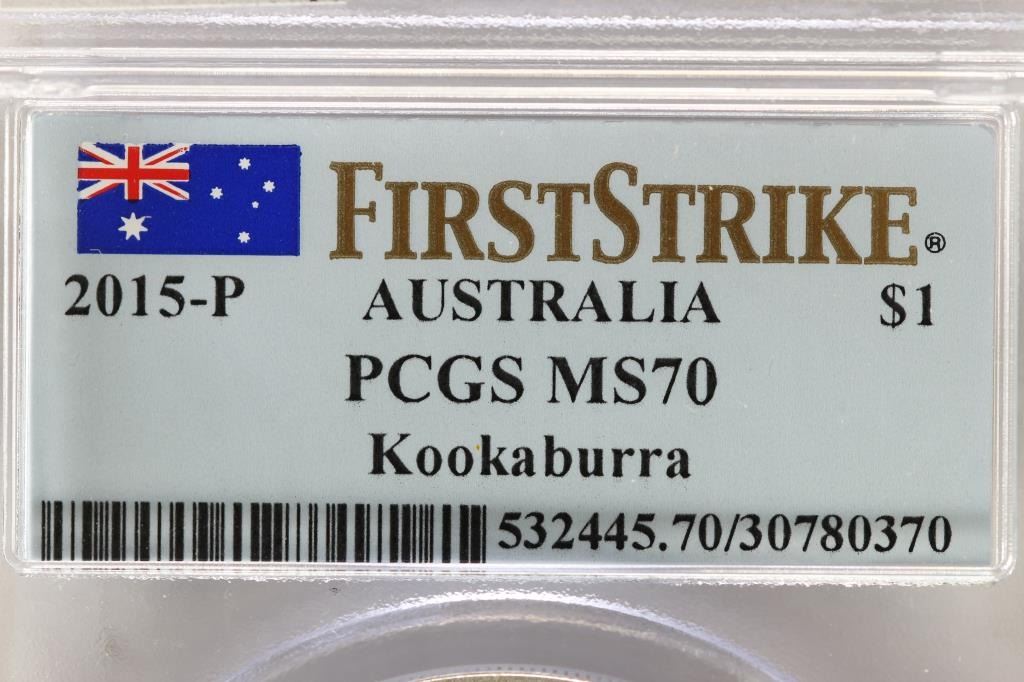 FIRSTSTRIKE®
2015-P AUSTRALIA $1
PCGS MS70
Kookaburra
532445.70/30780370